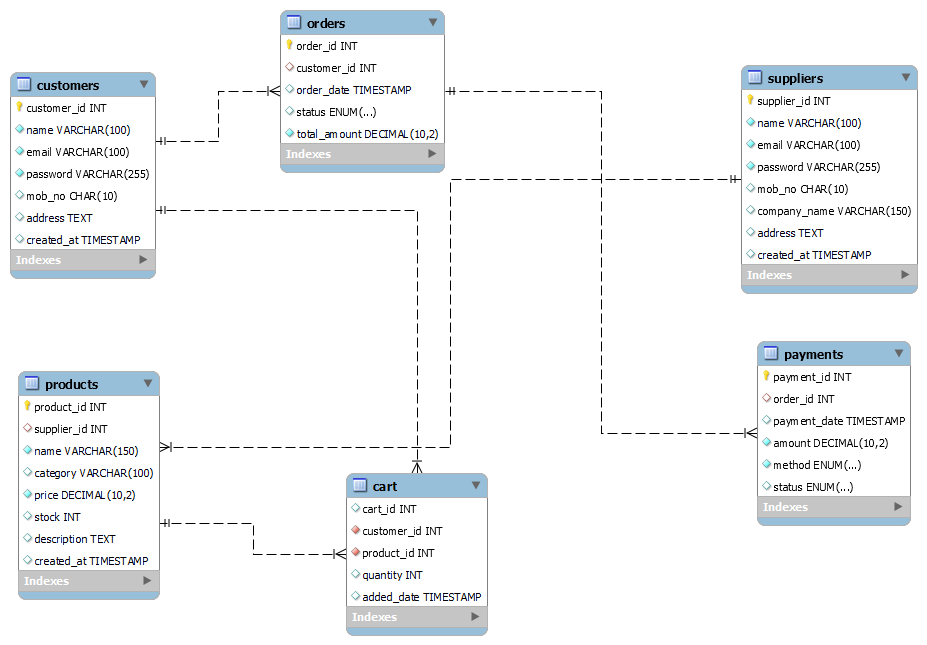 orders
order_id INT
customer_id INT
order_date TIMESTAMP
status ENUM(...)
total_amount DECIMAL(10,2)
Indexes
customers
customer_id INT
name VARCHAR(100)
email VARCHAR(100)
password VARCHAR(255)
mob_no CHAR(10)
address TEXT
created_at TIMESTAMP
Indexes
suppliers
supplier_id INT
name VARCHAR(100)
email VARCHAR(100)
password VARCHAR(255)
mob_no CHAR(10)
company_name VARCHAR(150)
address TEXT
created_at TIMESTAMP
Indexes
products
product_id INT
supplier_id INT
name VARCHAR(150)
category VARCHAR(100)
price DECIMAL(10,2)
stock INT
description TEXT
created_at TIMESTAMP
Indexes
cart
cart_id INT
customer_id INT
product_id INT
quantity INT
added_date TIMESTAMP
Indexes
payments
payment_id INT
order_id INT
payment_date TIMESTAMP
amount DECIMAL(10,2)
method ENUM(...)
status ENUM(...)
Indexes